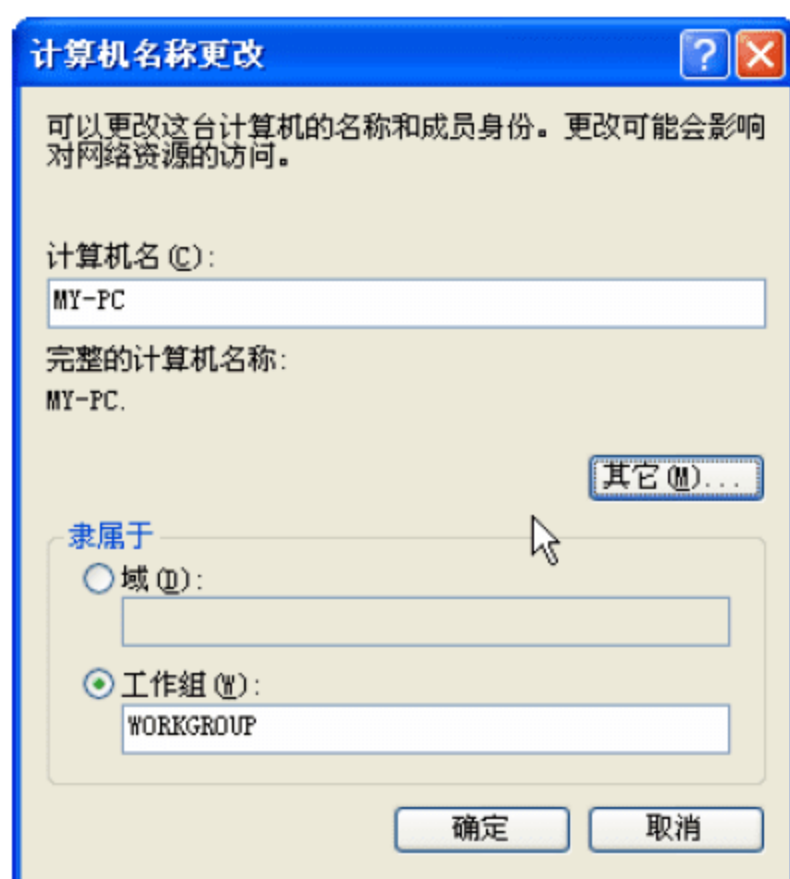 计算机名称更改
可以更改这台计算机的名称和成员身份。更改可能会影响
对网络资源的访问。
计算机名(C):
MY-PC
完整的计算机名称:
MY-PC.
其它(M)...
隶属于
域(D):
工作组(W):
WORKGROUP
确定
取消